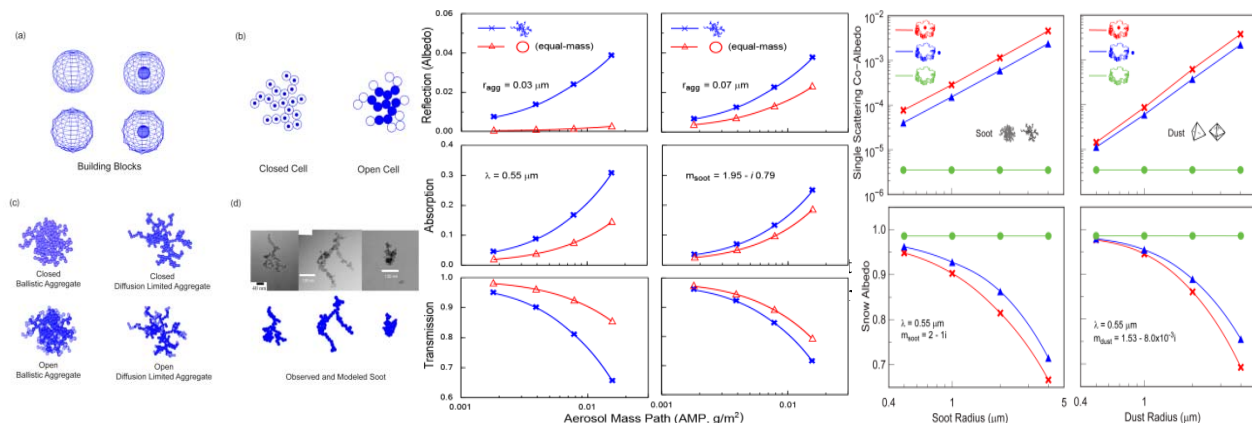 (a)
Building Blocks
(b)
Closed Cell
Open Cell
(c)
Closed
Ballistic Aggregate
Closed
Diffusion Limited Aggregate
Open
Ballistic Aggregate
Open
Diffusion Limited Aggregate
(d)
Observed and Modeled Soot
Reflection (Albedo)
0.06
0.04
0.02
0.00
(equal-mass)
r_agg = 0.03 μm
(equal-mass)
r_agg = 0.07 μm
Absorption
0.4
0.3
0.2
0.1
0.0
λ = 0.55 μm
m_soot = 1.95 - i 0.79
Transmission
1.0
0.9
0.8
0.7
0.6
0.001
0.01
0.001
0.01
Aerosol Mass Path (AMP, g/m²)
Single Scattering Co-Albedo
10⁻²
10⁻³
10⁻⁴
10⁻⁵
10⁻⁶
Soot
Dust
Snow Albedo
1.0
0.9
0.8
0.7
λ = 0.55 μm
m_soot = 2 - 1i
λ = 0.55 μm
m_dust = 1.53 - 8.0x10⁻³i
0.4
1
5
0.4
1
Soot Radius (μm)
Dust Radius (μm)